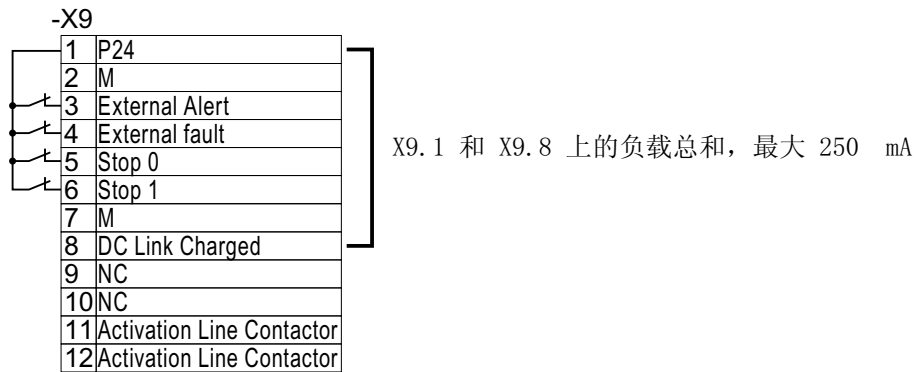 -X9
1 P24
2 M
3 External Alert
4 External fault
5 Stop 0
6 Stop 1
7 M
8 DC Link Charged
9 NC
10 NC
11 Activation Line Contactor
12 Activation Line Contactor
X9.1 和 X9.8 上的负载总和，最大 250 mA